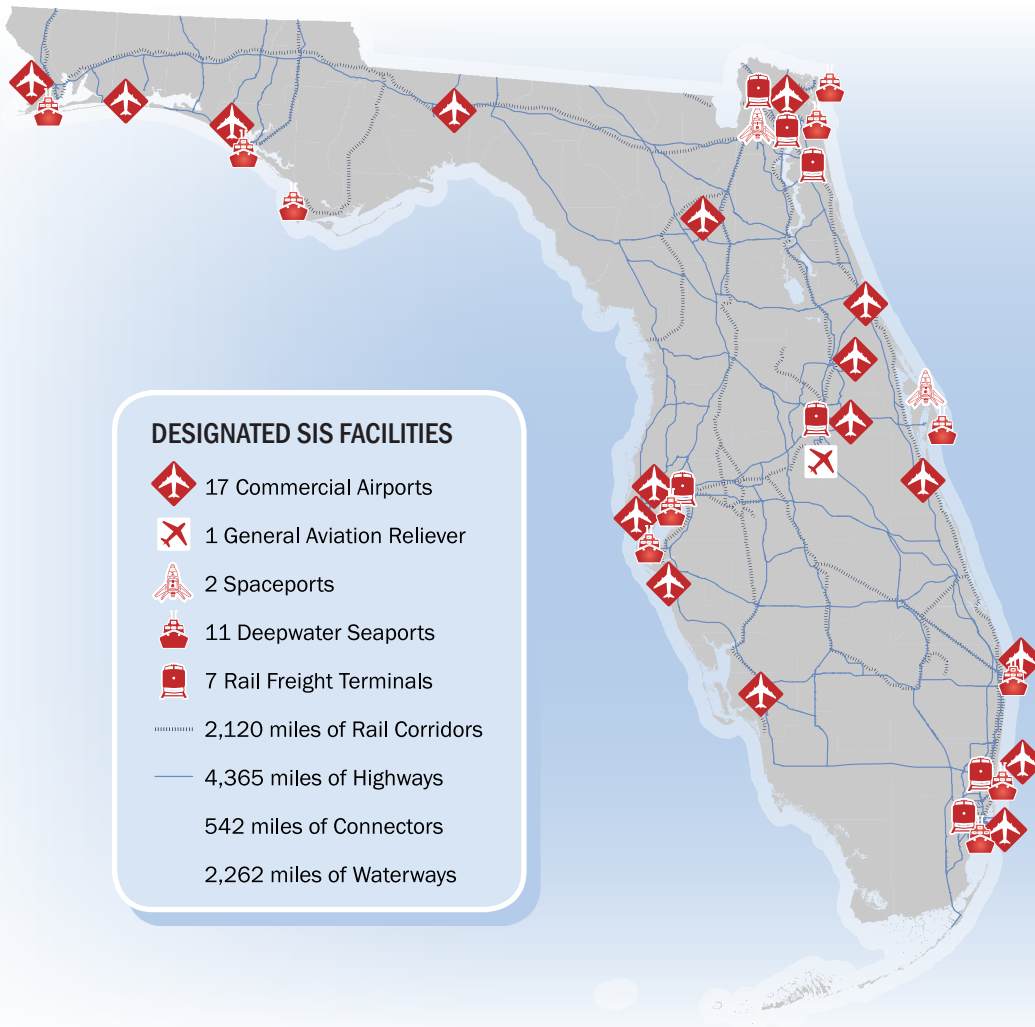 DESIGNATED SIS FACILITIES
17 Commercial Airports
1 General Aviation Reliever
2 Spaceports
11 Deepwater Seaports
7 Rail Freight Terminals
2,120 miles of Rail Corridors
4,365 miles of Highways
542 miles of Connectors
2,262 miles of Waterways